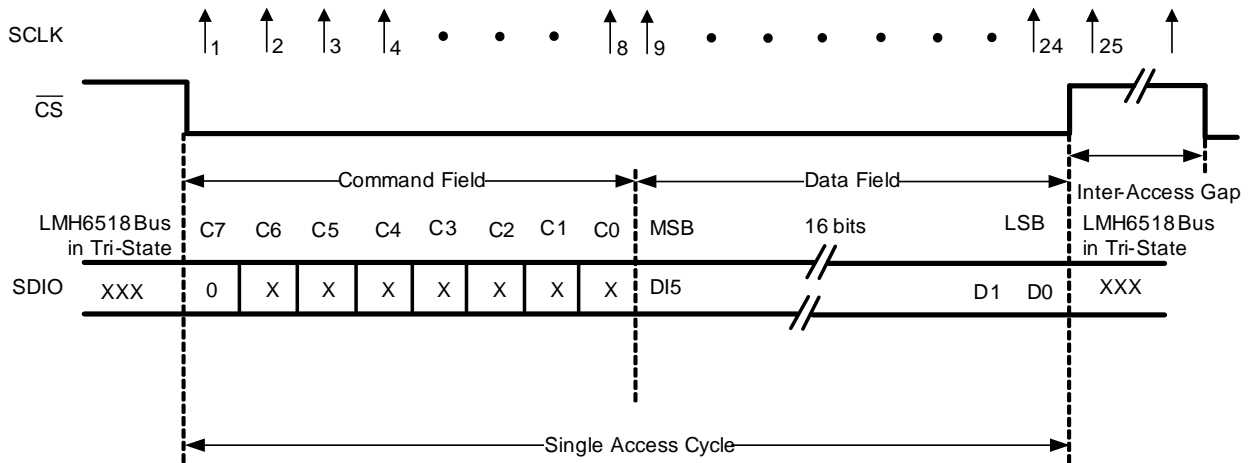 SCLK 1 2 3 4 8 9 24 25
CS
Command Field Data Field
Inter-Access Gap
LMH6518 Bus
in Tri-State
C7 C6 C5 C4 C3 C2 C1 C0 MSB 16 bits LSB
LMH6518 Bus
in Tri-State
SDIO XXX 0 X X X X X X X DI5 D1 D0 XXX
Single Access Cycle